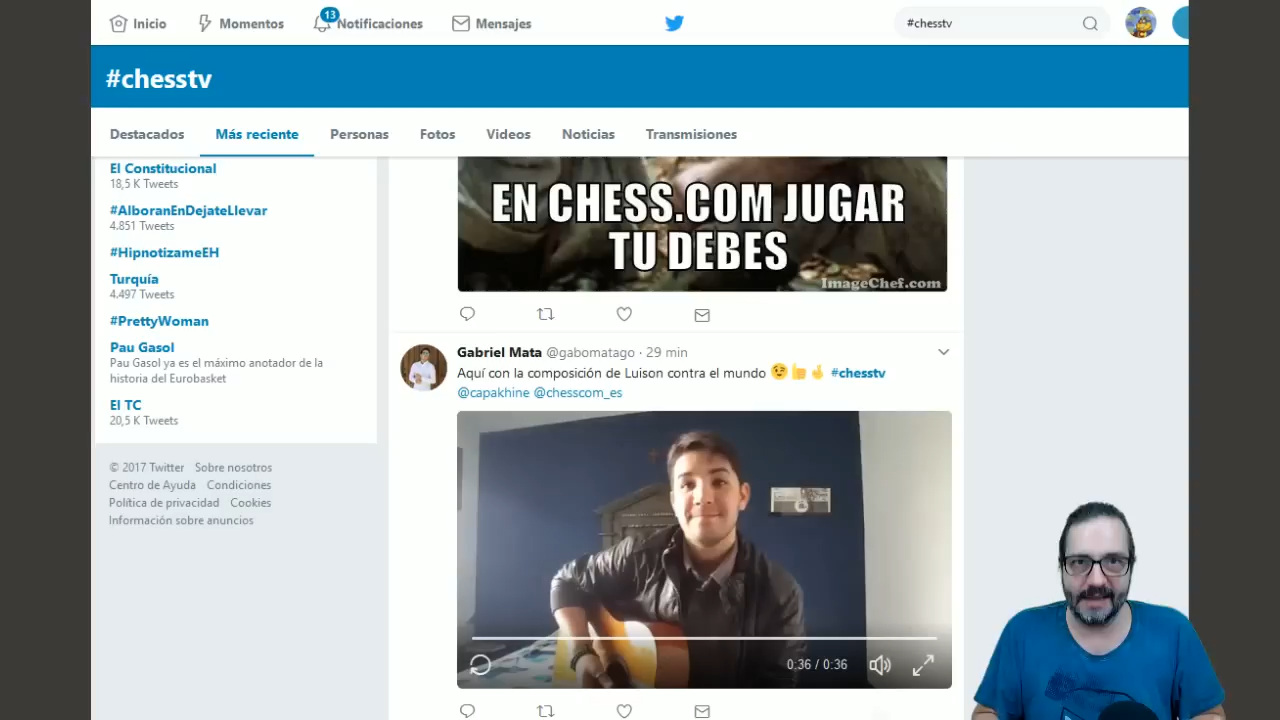 Inicio
Momentos
13
Notificaciones
Mensajes
#chesstv
#chesstv
Destacados
Más reciente
Personas
Fotos
Videos
Noticias
Transmisiones
El Constitucional
18,5 K Tweets
#AlboranEnDejateLlevar
4.851 Tweets
#HipnotizameEH
Turquía
4.497 Tweets
#PrettyWoman
Pau Gasol
Pau Gasol ya es el máximo anotador de la
historia del Eurobasket
El TC
20,5 K Tweets
© 2017 Twitter Sobre nosotros
Centro de Ayuda Condiciones
Política de privacidad Cookies
Información sobre anuncios
EN CHESS.COM JUGAR
TU DEBES
ImageChef.com
Gabriel Mata @gabomatago · 29 min
Aquí con la composición de Luison contra el mundo #chesstv
@capakhine @chesscom_es
0:36 / 0:36